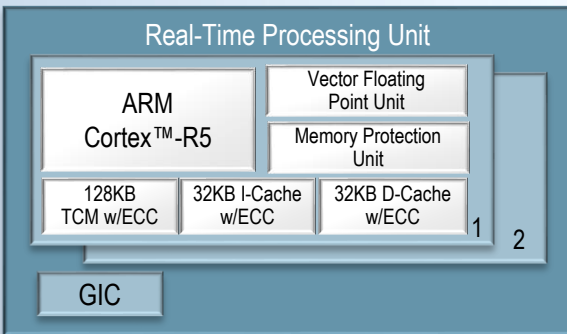 Real-Time Processing Unit
ARM
Cortex™-R5
Vector Floating
Point Unit
Memory Protection
Unit
128KB
TCM w/ECC
32KB I-Cache
w/ECC
32KB D-Cache
w/ECC
1
2
GIC